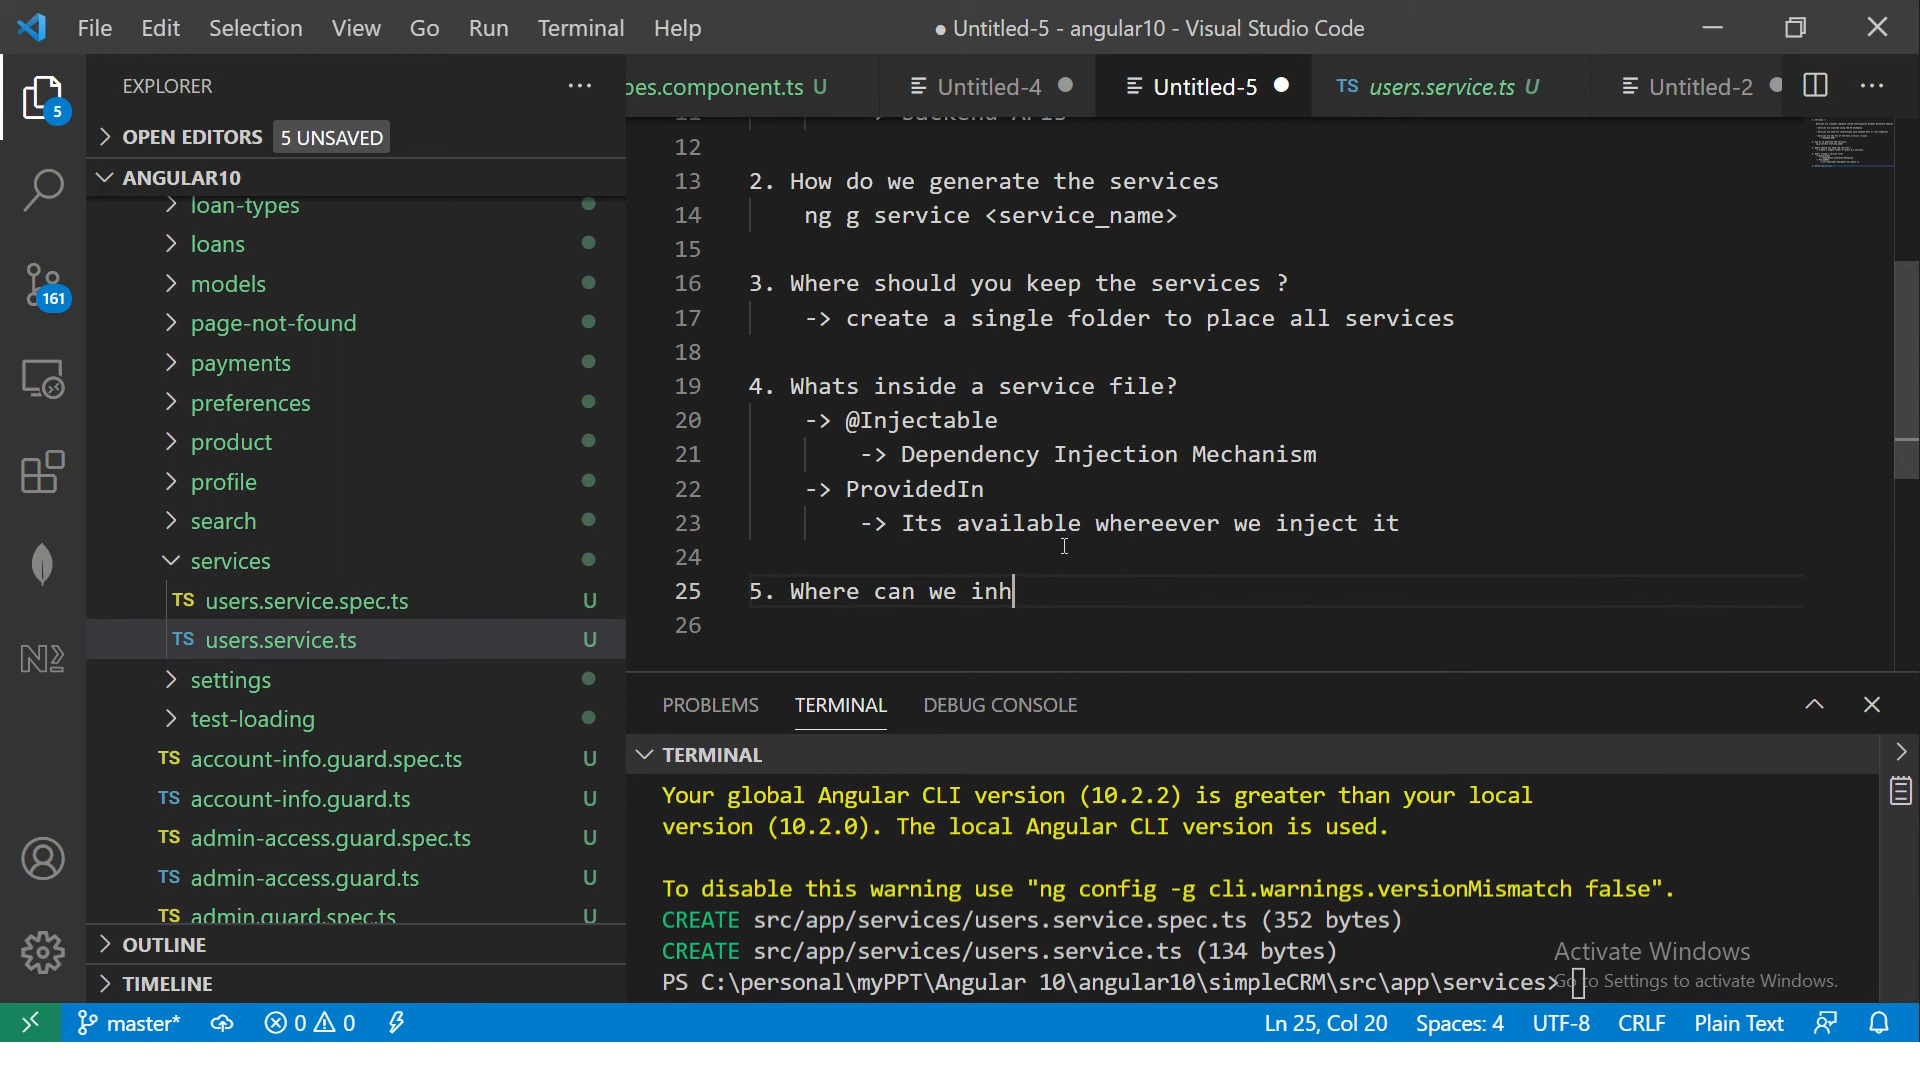 File Edit Selection View Go Run Terminal Help
● Untitled-5 - angular10 - Visual Studio Code
EXPLORER
pes.component.ts U
Untitled-4
Untitled-5
TS users.service.ts U
Untitled-2
5
OPEN EDITORS 5 UNSAVED
ANGULAR10
loan-types
loans
models
page-not-found
payments
preferences
product
profile
search
services
TS users.service.spec.ts U
TS users.service.ts U
settings
test-loading
TS account-info.guard.spec.ts U
TS account-info.guard.ts U
TS admin-access.guard.spec.ts U
TS admin-access.guard.ts U
TS admin.guard.spec.ts U
OUTLINE
TIMELINE
161
11 -> Backend APIs
12
13 2. How do we generate the services
14 ng g service <service_name>
15
16 3. Where should you keep the services ?
17 -> create a single folder to place all services
18
19 4. Whats inside a service file?
20 -> @Injectable
21 -> Dependency Injection Mechanism
22 -> ProvidedIn
23 -> Its available whereever we inject it
24
25 5. Where can we inh
26
PROBLEMS TERMINAL DEBUG CONSOLE
TERMINAL
Your global Angular CLI version (10.2.2) is greater than your local
version (10.2.0). The local Angular CLI version is used.
To disable this warning use "ng config -g cli.warnings.versionMismatch false".
CREATE src/app/services/users.service.spec.ts (352 bytes)
CREATE src/app/services/users.service.ts (134 bytes)
PS C:\personal\myPPT\Angular 10\angular10\simpleCRM\src\app\services>
Activate Windows
Go to Settings to activate Windows.
master* 0 0
Ln 25, Col 20 Spaces: 4 UTF-8 CRLF Plain Text